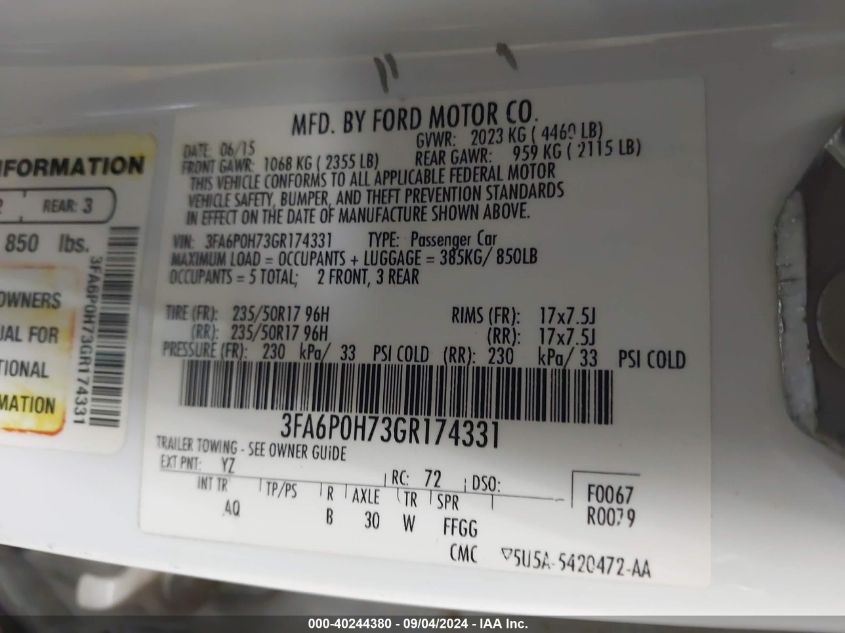 MFD. BY FORD MOTOR CO.
DATE: 06/15 GVWR: 2023 KG ( 4460 LB)
FRONT GAWR: 1068 KG ( 2355 LB) REAR GAWR: 959 KG ( 2115 LB)
THIS VEHICLE CONFORMS TO ALL APPLICABLE FEDERAL MOTOR
VEHICLE SAFETY, BUMPER, AND THEFT PREVENTION STANDARDS
IN EFFECT ON THE DATE OF MANUFACTURE SHOWN ABOVE.
VIN: 3FA6P0H73GR174331 TYPE: Passenger Car
MAXIMUM LOAD = OCCUPANTS + LUGGAGE = 385KG/ 850LB
OCCUPANTS = 5 TOTAL; 2 FRONT, 3 REAR
TIRE (FR): 235/50R17 96H RIMS (FR): 17x7.5J
(RR): 235/50R17 96H (RR): 17x7.5J
PRESSURE (FR): 230 kPa/ 33 PSI COLD (RR): 230 kPa/ 33 PSI COLD
3FA6P0H73GR174331
TRAILER TOWING - SEE OWNER GUIDE
EXT PNT: YZ RC: 72 DSO:
INT TR TP/PS R AXLE TR SPR
AQ B 30 W FFGG
F0067
R0079
CMC 5U5A-5420472-AA
INFORMATION
REAR: 3
850 lbs.
OWNERS
UAL FOR
TIONAL
MATION
3FA6P0H73GR174331
000-40244380 - 09/04/2024 - IAA Inc.